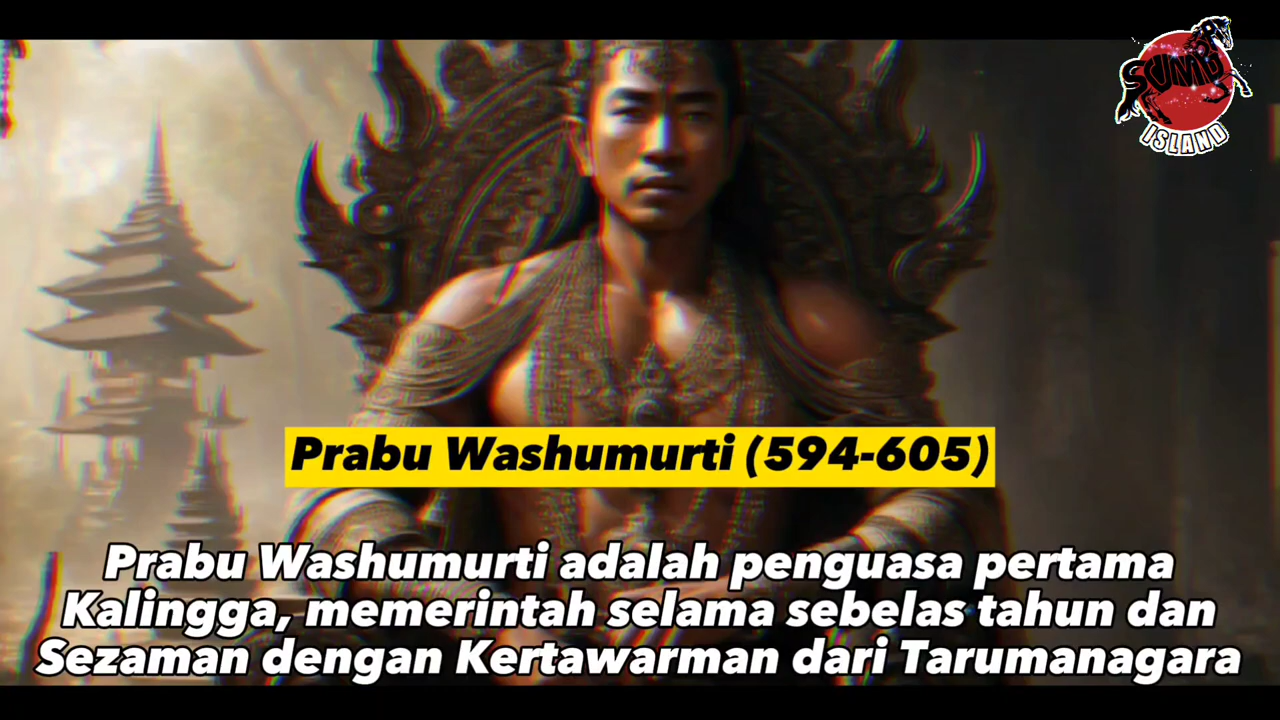 SUMBA
ISLAND
Prabu Washumurti (594-605)
Prabu Washumurti adalah penguasa pertama
Kalingga, memerintah selama sebelas tahun dan
Sezaman dengan Kertawarman dari Tarumanagara